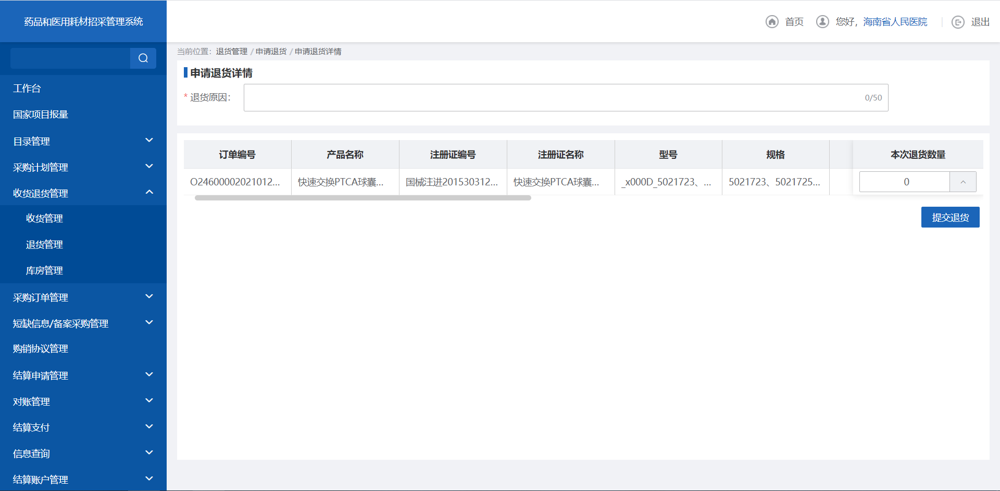 药品和医用耗材招采管理系统
首页
您好，海南省人民医院
退出
工作台
国家项目报量
目录管理
采购计划管理
收货退货管理
收货管理
退货管理
库房管理
采购订单管理
短缺信息/备案采购管理
购销协议管理
结算申请管理
对账管理
结算支付
信息查询
结算账户管理
当前位置：退货管理 / 申请退货 / 申请退货详情
申请退货详情
* 退货原因：
0/50
订单编号 产品名称 注册证编号 注册证名称 型号 规格 本次退货数量
O24600002021012... 快速交换PTCA球囊... 国械注进201530312... 快速交换PTCA球囊... _x000D_5021723、... 5021723、5021725... 0
提交退货